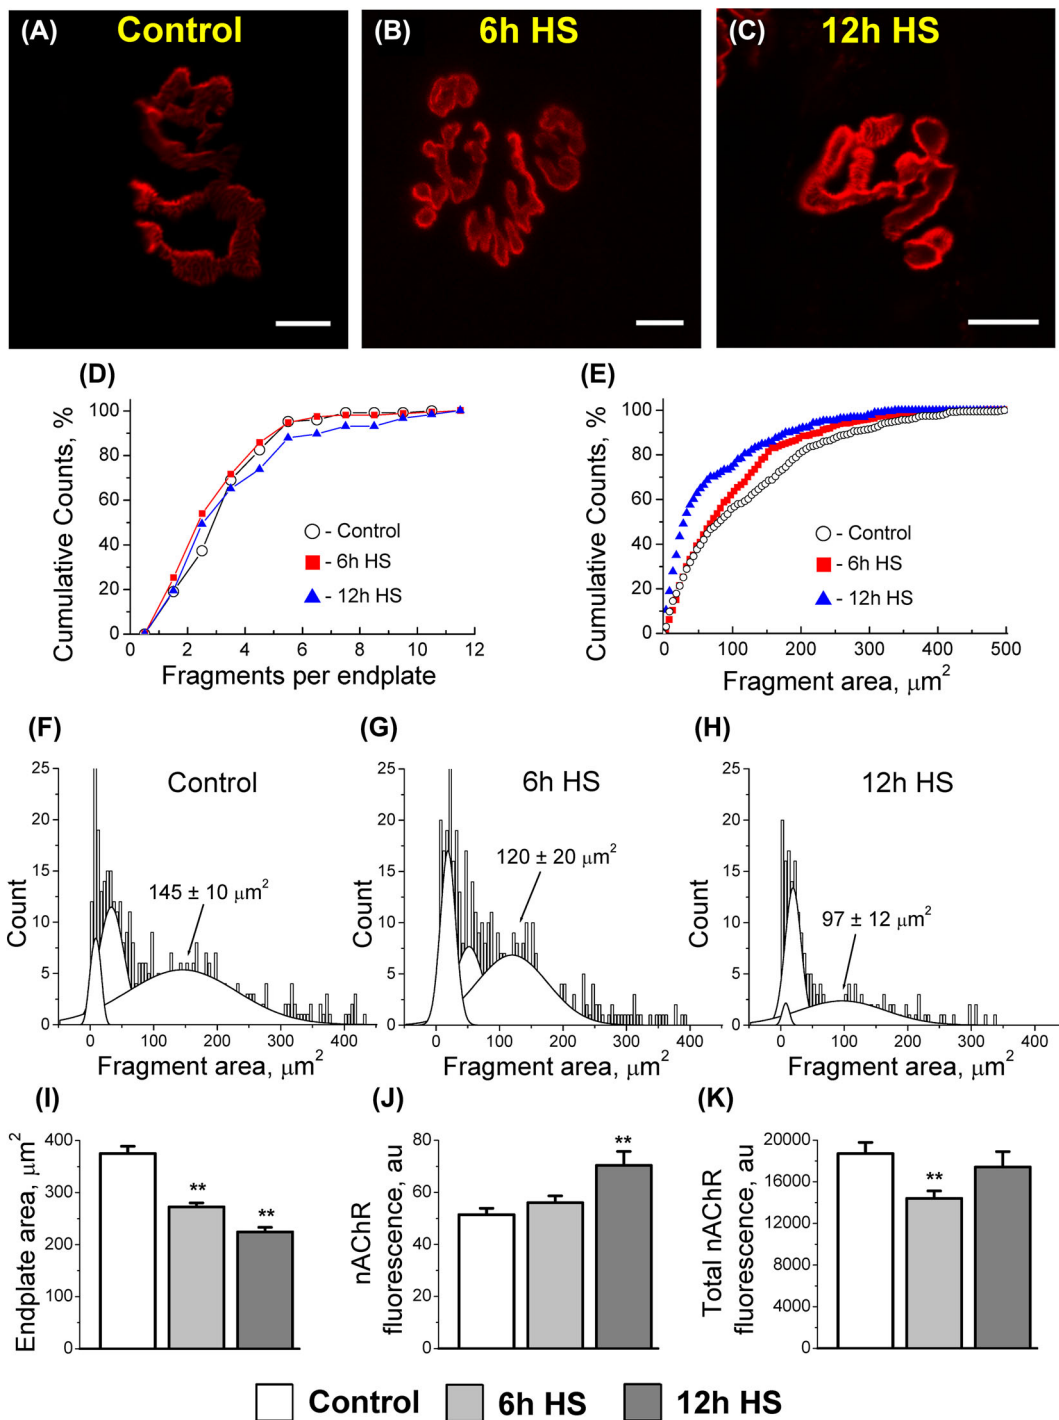 (A) Control
(B) 6h HS
(C) 12h HS
(D)
Cumulative Counts, %
100
80
60
40
20
0
0 2 4 6 8 10 12
Fragments per endplate
- Control
- 6h HS
- 12h HS
(E)
Cumulative Counts, %
100
80
60
40
20
0
0 100 200 300 400 500
Fragment area, μm²
- Control
- 6h HS
- 12h HS
(F)
Control
Count
25
20
15
10
5
0
145 ± 10 μm²
0 100 200 300 400
Fragment area, μm²
(G)
6h HS
Count
25
20
15
10
5
0
120 ± 20 μm²
0 100 200 300 400
Fragment area, μm²
(H)
12h HS
Count
25
20
15
10
5
0
97 ± 12 μm²
0 100 200 300 400
Fragment area, μm²
(I)
Endplate area, μm²
400
300
200
100
0
**
**
(J)
nAChR
fluorescence, au
80
60
40
20
0
**
(K)
Total nAChR
fluorescence, au
20000
16000
12000
8000
4000
0
**
Control 6h HS 12h HS